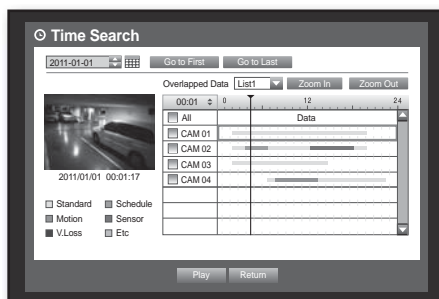 Time Search
2011-01-01 Go to First Go to Last
Overlapped Data List1 Zoom In Zoom Out
00:01 0 12 24
All Data
CAM 01
CAM 02
CAM 03
CAM 04
2011/01/01 00:01:17
Standard Schedule
Motion Sensor
V.Loss Etc
Play Return